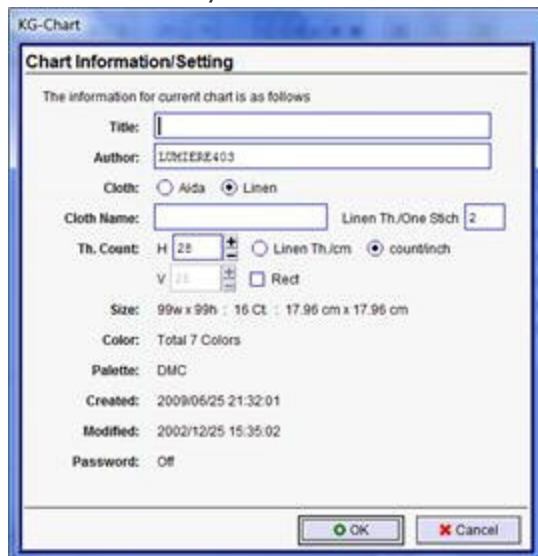 KG-Chart
Chart Information/Setting
The information for current chart is as follows
Title:
Author: LUMIERE403
Cloth: Aida Linen
Cloth Name: Linen Th./One Stich 2
Th. Count: H 28 Linen Th./cm count/inch
V 28 Rect
Size: 99w x 99h : 16 Ct. : 17.96 cm x 17.96 cm
Color: Total 7 Colors
Palette: DMC
Created: 2009/06/25 21:32:01
Modified: 2002/12/25 15:35:02
Password: Off
OK Cancel